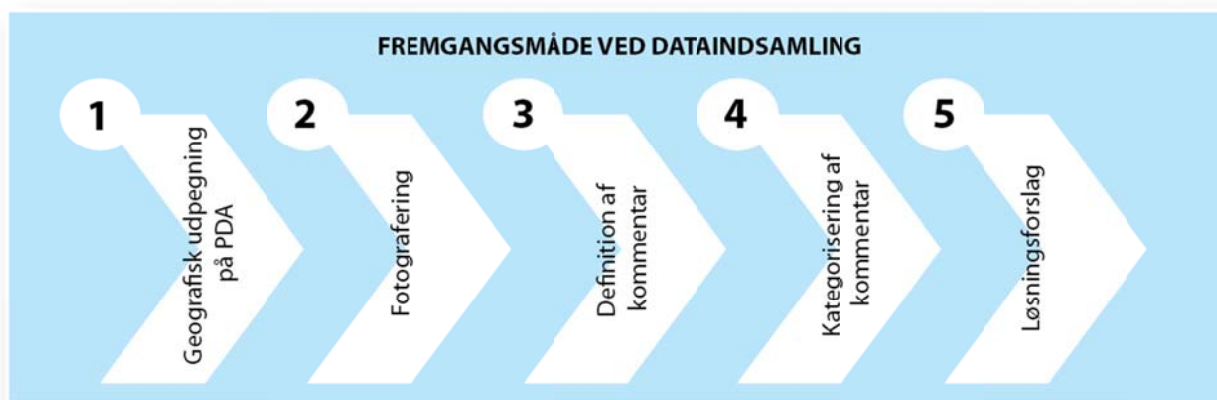 FREMGANGSMÅDE VED DATAINDSAMLING
1
Geografisk udpegning
på PDA
2
Fotografering
3
Definition af
kommentar
4
Kategorisering af
kommentar
5
Løsningsforslag